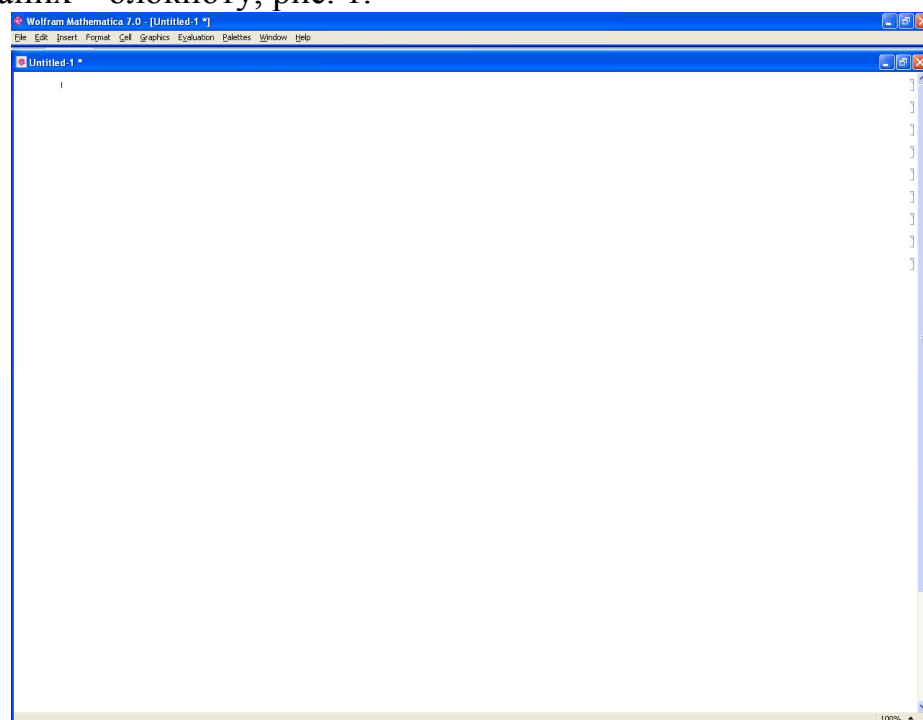 блокноту, рис. 1.
Wolfram Mathematica 7.0 - [Untitled-1 *]
File Edit Insert Format Cell Graphics Evaluation Palettes Window Help
Untitled-1 *
100%